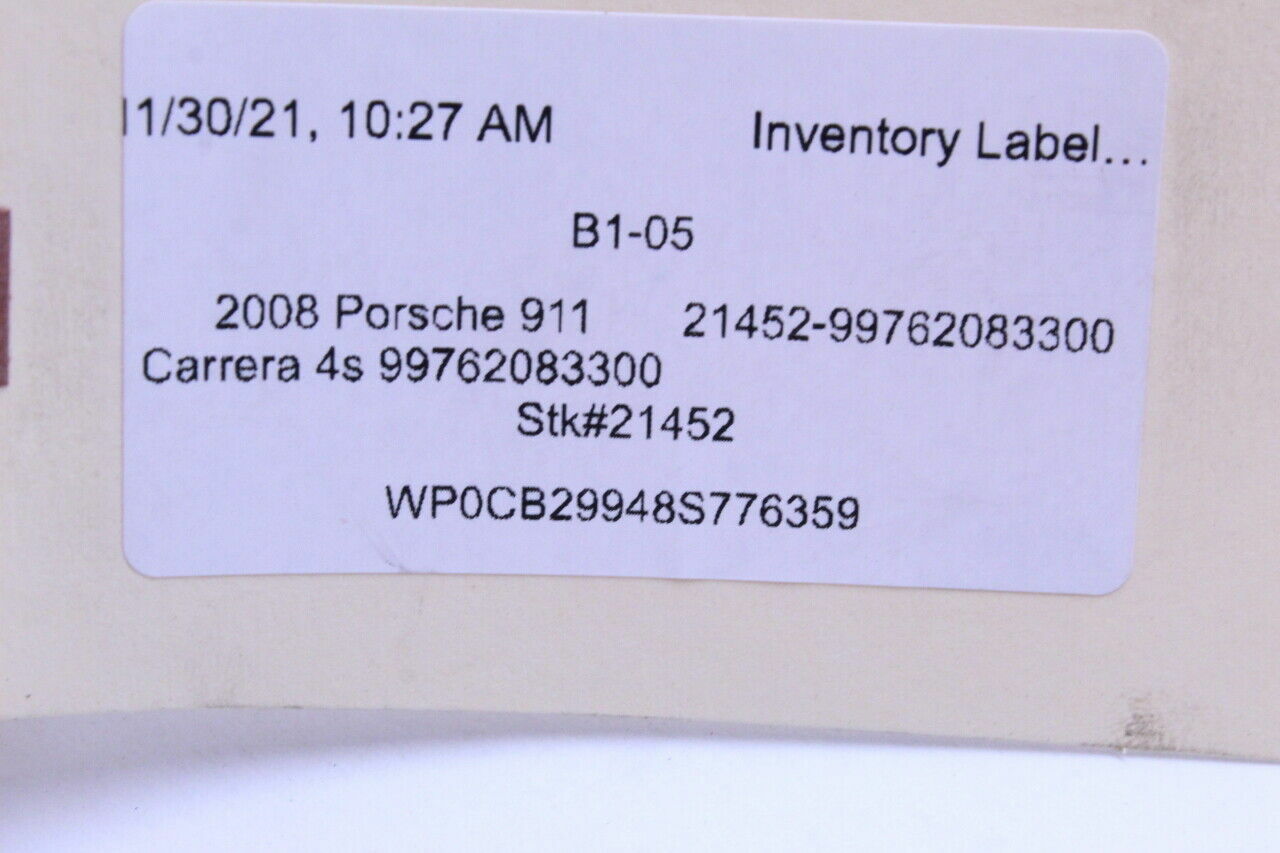 11/30/21, 10:27 AM Inventory Label...
B1-05
2008 Porsche 911 21452-99762083300
Carrera 4s 99762083300
Stk#21452
WP0CB29948S776359